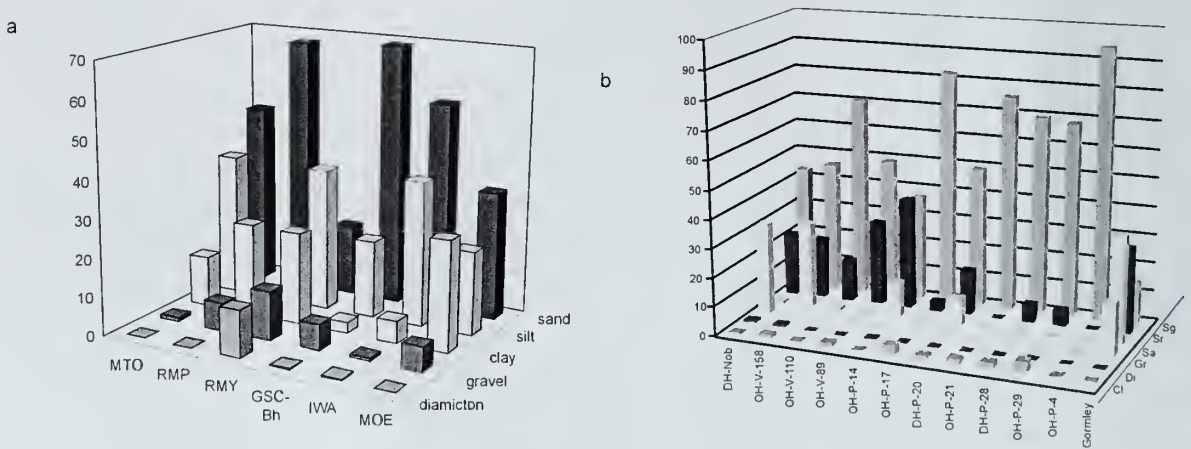 a
70
60
50
40
30
20
10
0
MTO
RMP
RMY
GSC-
Bh
IWA
MOE
sand
silt
clay
gravel
diamicton
b
100
90
80
70
60
50
40
30
20
10
0
DH-Nob
OH-V-158
OH-V-110
OH-V-89
OH-P-14
OH-P-17
DH-P-20
OH-P-21
DH-P-28
OH-P-29
OH-P-4
Gormley
Sg
Sr
Sa
Gr
Di
Cl